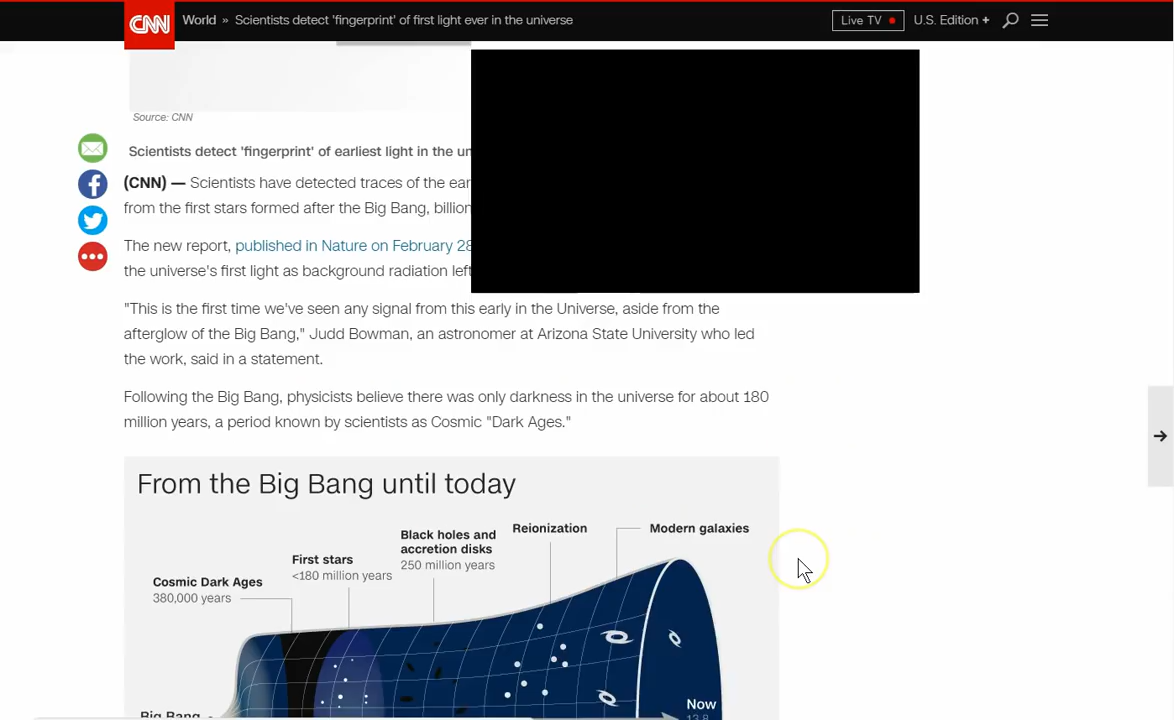 CNN
World » Scientists detect 'fingerprint' of first light ever in the universe
Live TV
U.S. Edition +
Source: CNN
Scientists detect 'fingerprint' of earliest light in the
(CNN) — Scientists have detected traces of the
from the first stars formed after the Big Bang,
The new report, published in Nature on February 28
the universe's first light as background radiation
"This is the first time we've seen any signal from this early in the Universe, aside from the
afterglow of the Big Bang," Judd Bowman, an astronomer at Arizona State University who led
the work, said in a statement.
Following the Big Bang, physicists believe there was only darkness in the universe for about 180
million years, a period known by scientists as Cosmic "Dark Ages."
From the Big Bang until today
Cosmic Dark Ages
380,000 years
First stars
<180 million years
Black holes and
accretion disks
250 million years
Reionization
Modern galaxies
Now
13.8
Big Bang